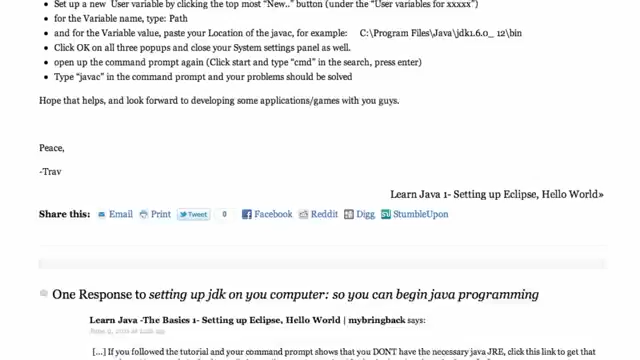 Set up a new User variable by clicking the top most “New..” button (under the “User variables for xxxxx”)
for the Variable name, type: Path
and for the Variable value, paste your Location of the javac, for example: C:\Program Files\Java\jdk1.6.0_ 12\bin
Click OK on all three popups and close your System settings panel as well.
open up the command prompt again (Click start and type “cmd” in the search, press enter)
Type “javac” in the command prompt and your problems should be solved
Hope that helps, and look forward to developing some applications/games with you guys.
Peace,
-Trav
Learn Java 1- Setting up Eclipse, Hello World»
Share this: Email Print Tweet 0 Facebook Reddit Digg StumbleUpon
One Response to setting up jdk on you computer: so you can begin java programming
Learn Java -The Basics 1- Setting up Eclipse, Hello World | mybringback says:
[...] If you followed the tutorial and your command prompt shows that you DONT have the necessary java JRE, click this link to get that